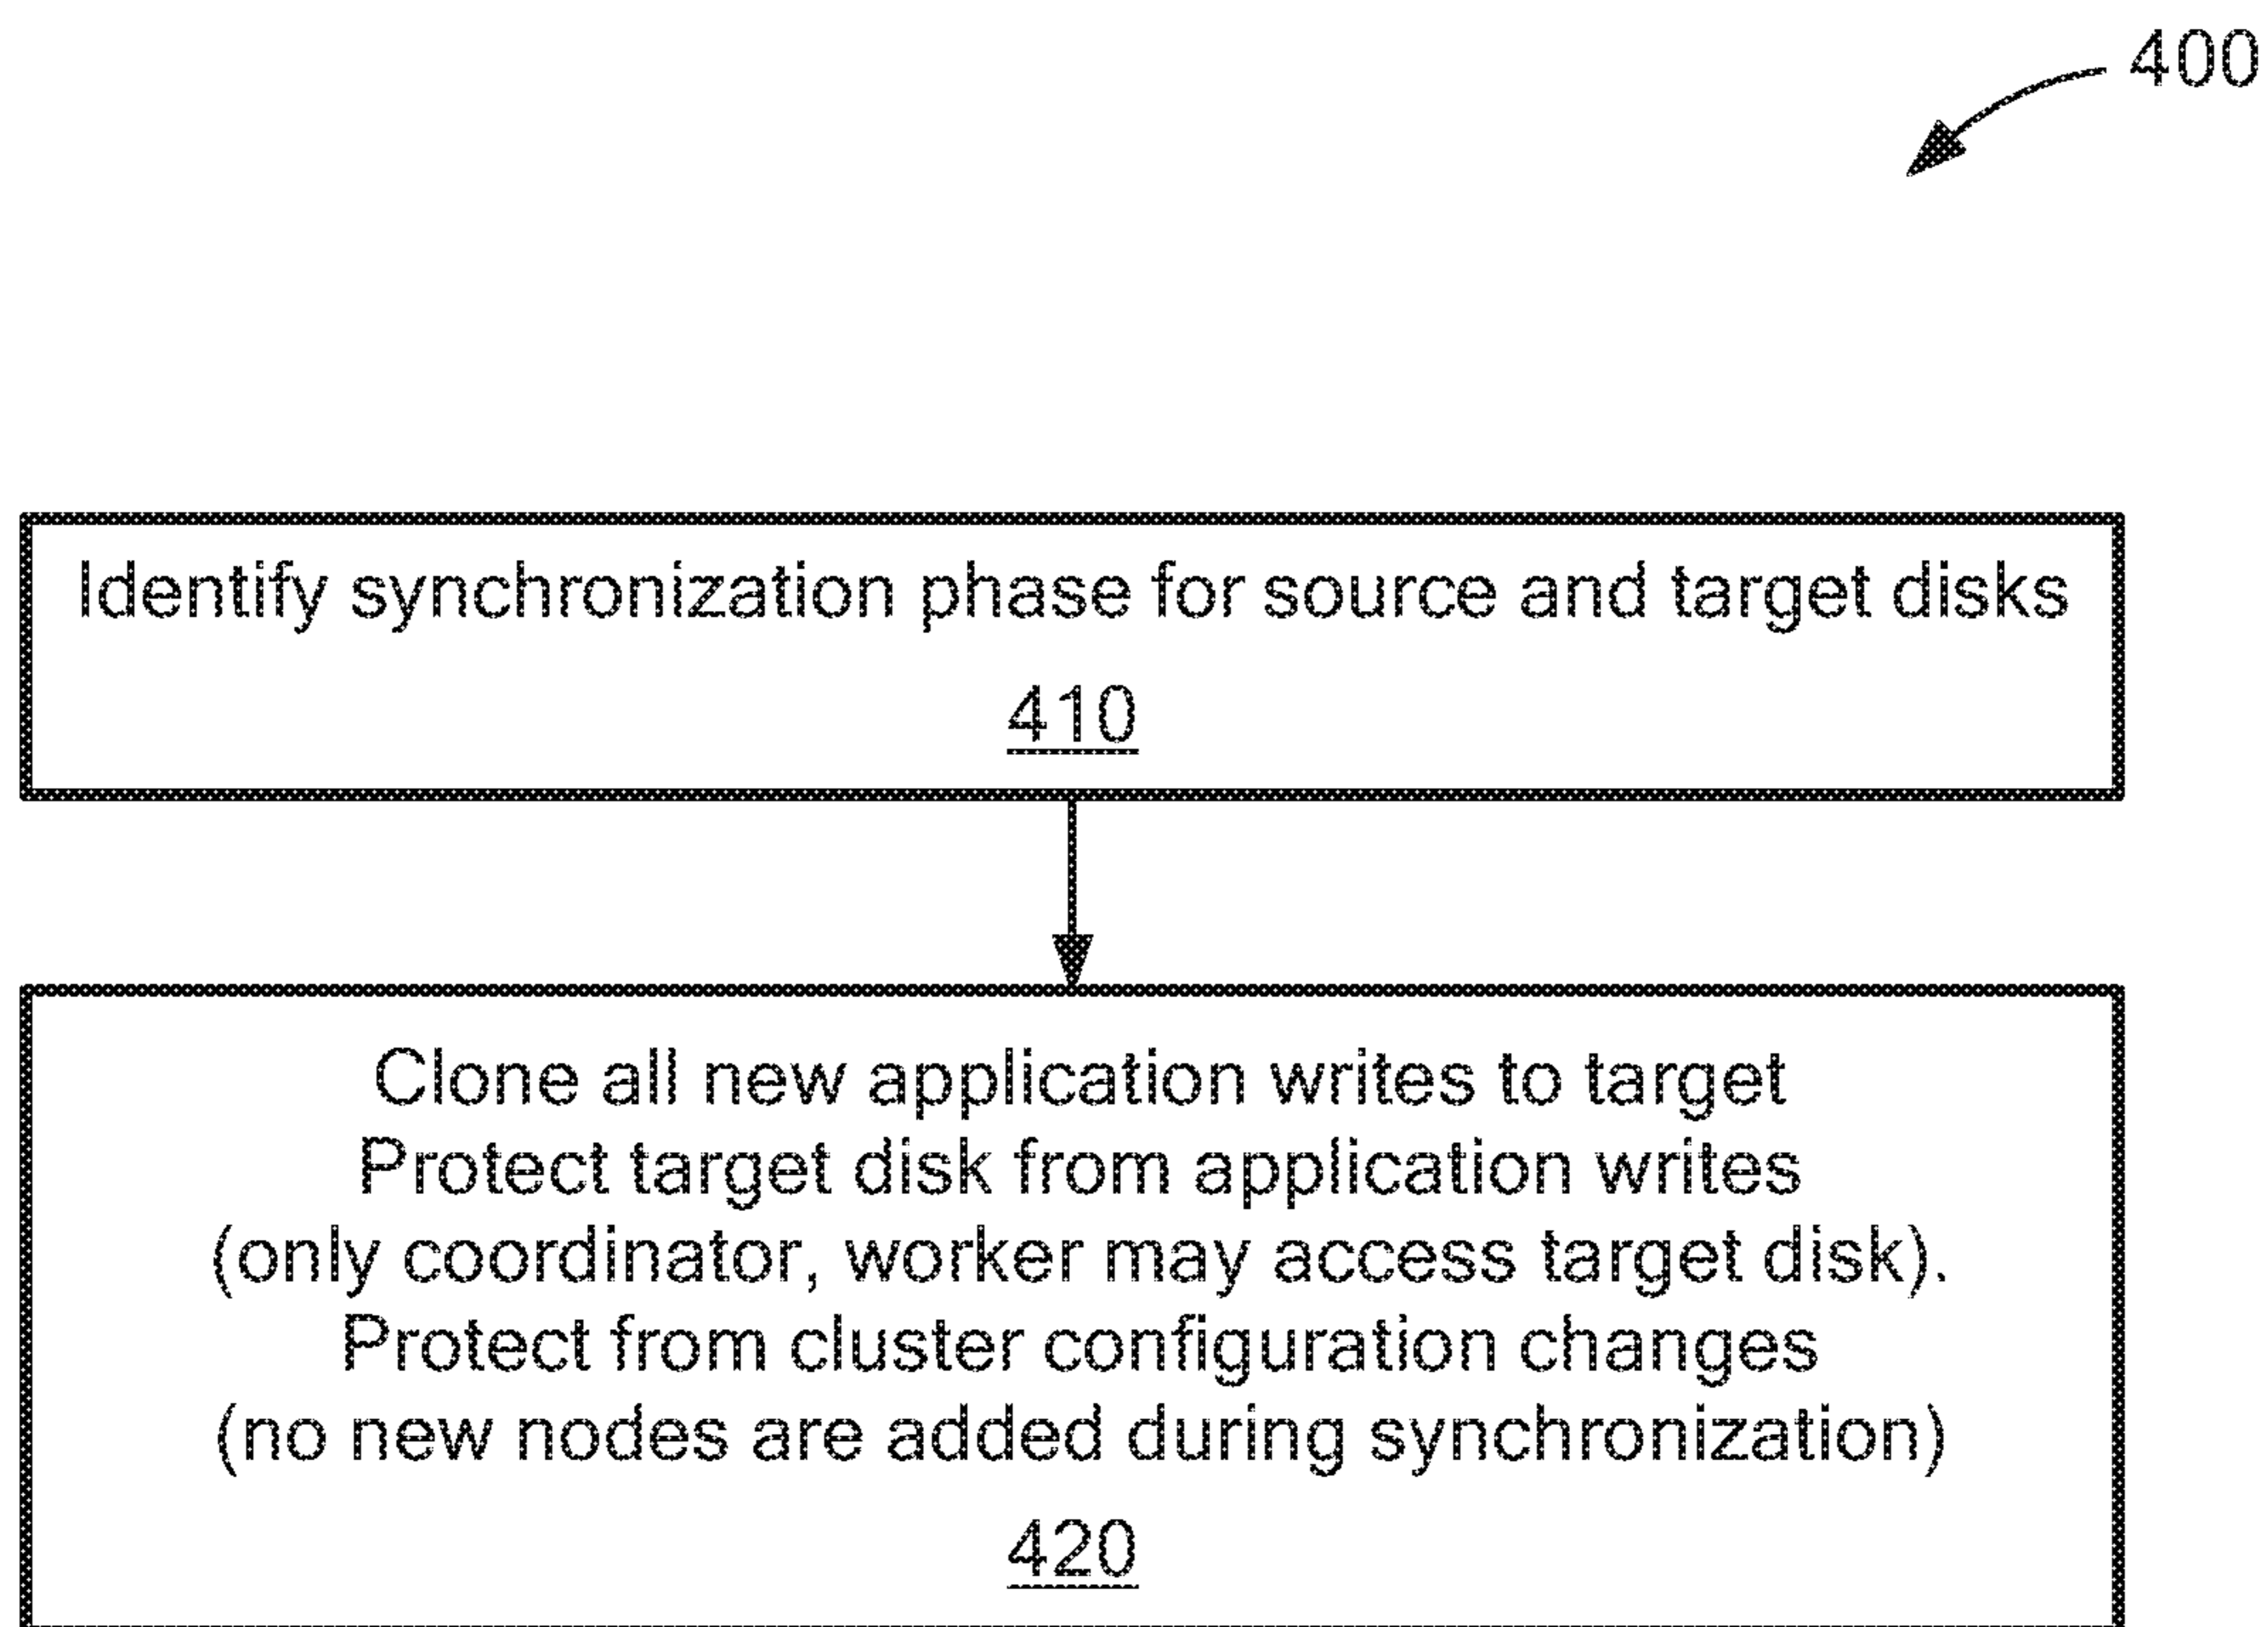 400
Identify synchronization phase for source and target disks
410
Clone all new application writes to target
Protect target disk from application writes
(only coordinator, worker may access target disk).
Protect from cluster configuration changes
(no new nodes are added during synchronization)
420